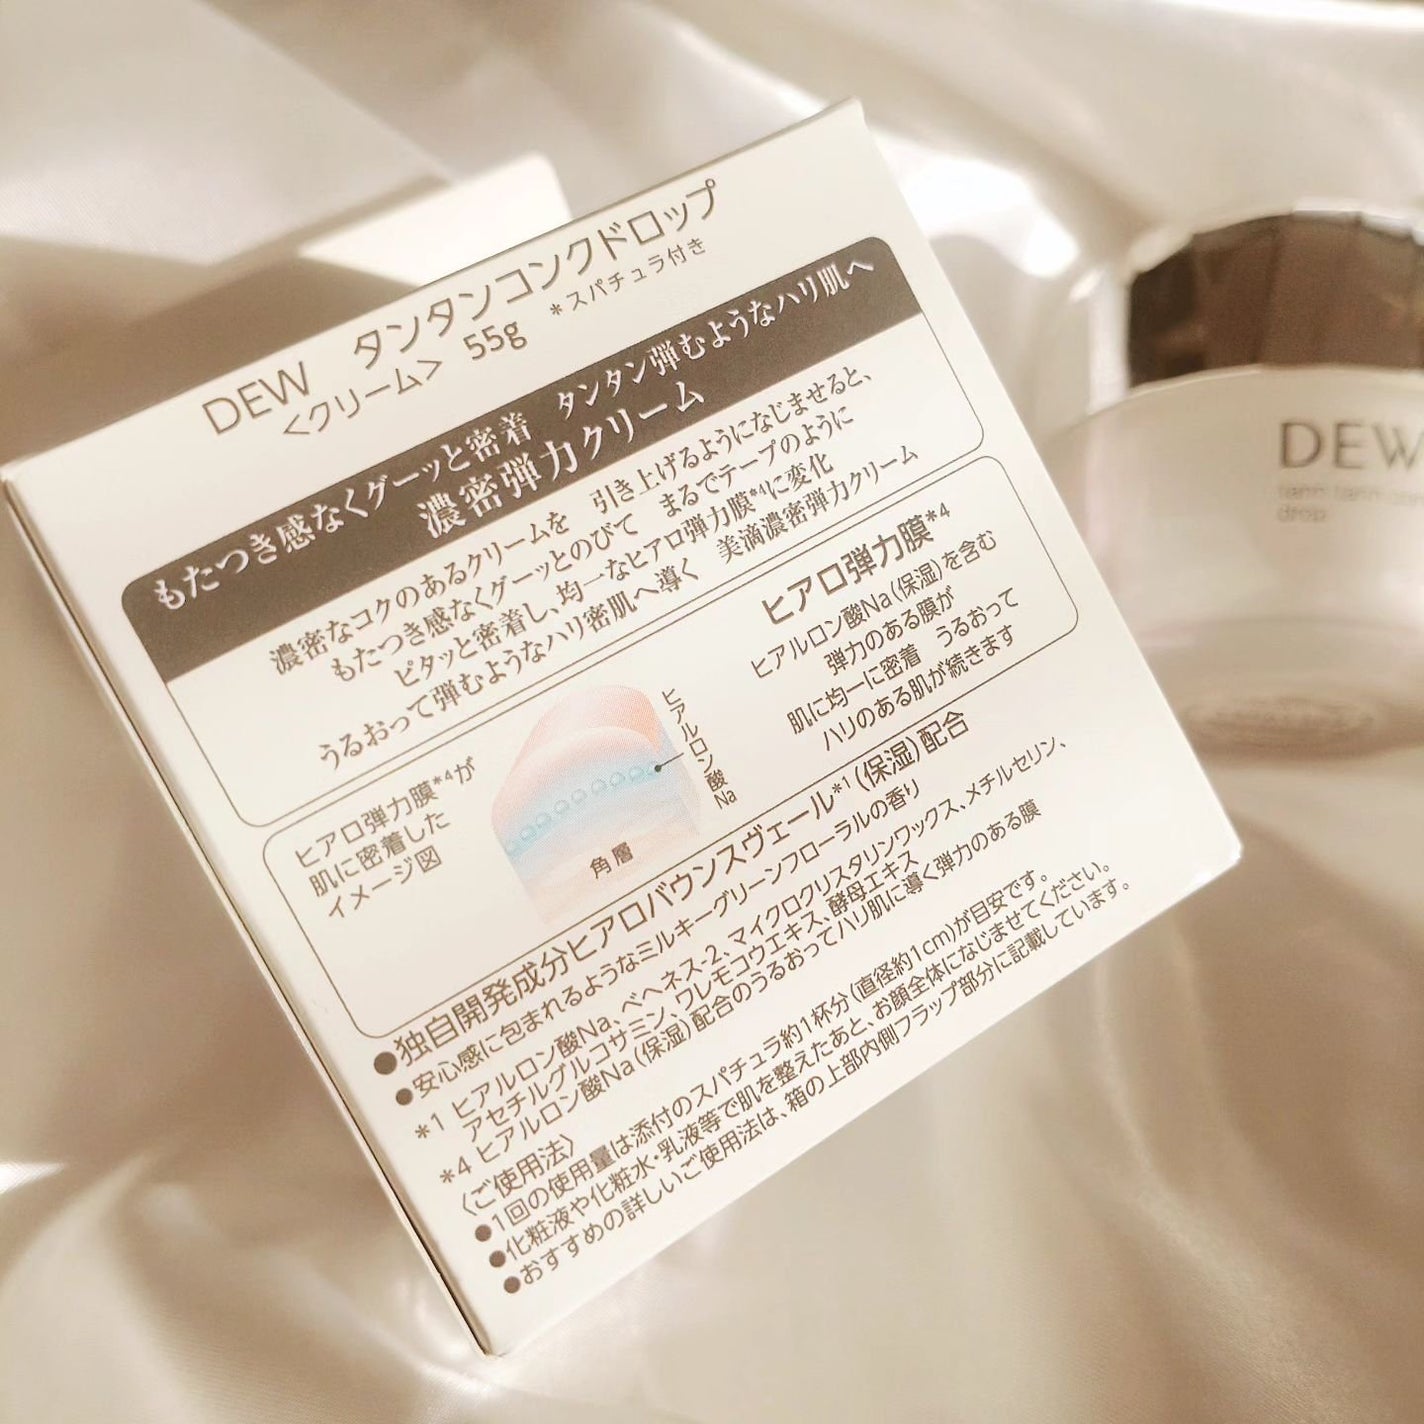 DEW タンタンコンクドロップ
<クリーム> 55g *スパチュラ付き
もたつき感なくグーッと密着 タンタン弾むようなハリ肌へ
濃密弾力クリーム
濃密なコクのあるクリームを 引き上げるようになじませると、
もたつき感なくグーッとのびて まるでテープのように
ピタッと密着し、均一なヒアロ弾力膜*4に変化
うるおって弾むようなハリ密肌へ導く 美滴濃密弾力クリーム
ヒアロ弾力膜*4が
肌に密着した
イメージ図
ヒアルロン酸Na
角層
ヒアロ弾力膜*4
ヒアルロン酸Na(保湿)を含む
弾力のある膜が
肌に均一に密着 うるおって
ハリのある肌が続きます
●独自開発成分ヒアロバウンスヴェール*1(保湿)配合
●安心感に包まれるようなミルキーグリーンフローラルの香り
*1 ヒアルロン酸Na、ベヘネス-2、マイクロクリスタリンワックス、メチルセリン、
アセチルグルコサミン、ワレモコウエキス、酵母エキス
*4 ヒアルロン酸Na(保湿)配合のうるおってハリ肌に導く弾力のある膜
〈ご使用法〉
●1回の使用量は添付のスパチュラ約1杯分(直径約1cm)が目安です。
●化粧液や化粧水・乳液等で肌を整えたあと、お顔全体になじませてください。
●おすすめの詳しいご使用法は、箱の上部内側フラップ部分に記載しています。
DEW
drop